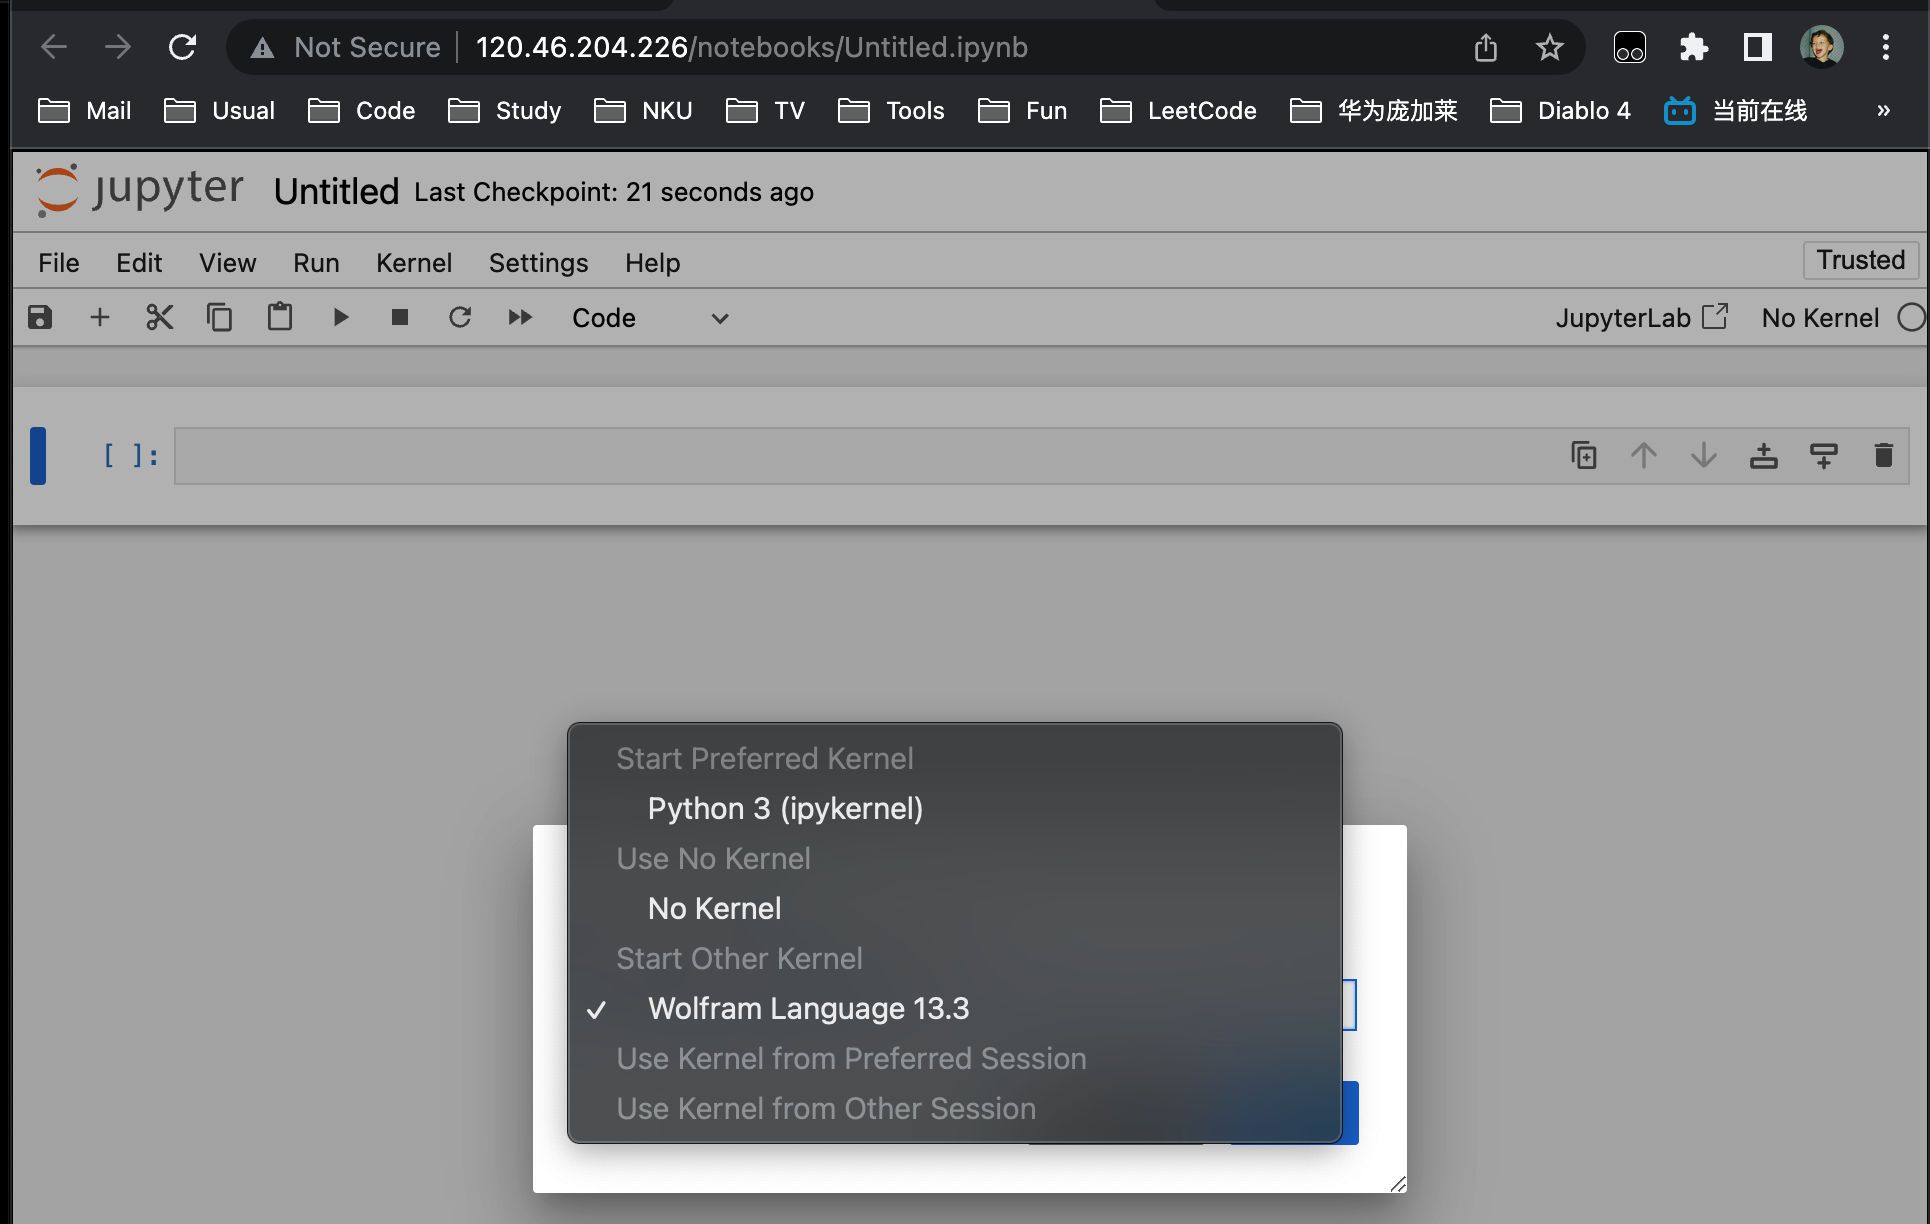 Not Secure 120.46.204.226/notebooks/Untitled.ipynb
Mail Usual Code Study NKU TV Tools Fun LeetCode 华为庞加莱 Diablo 4 当前在线 »
jupyter Untitled Last Checkpoint: 21 seconds ago
File Edit View Run Kernel Settings Help Trusted
Code JupyterLab No Kernel
[ ]:
Start Preferred Kernel
Python 3 (ipykernel)
Use No Kernel
No Kernel
Start Other Kernel
✓ Wolfram Language 13.3
Use Kernel from Preferred Session
Use Kernel from Other Session